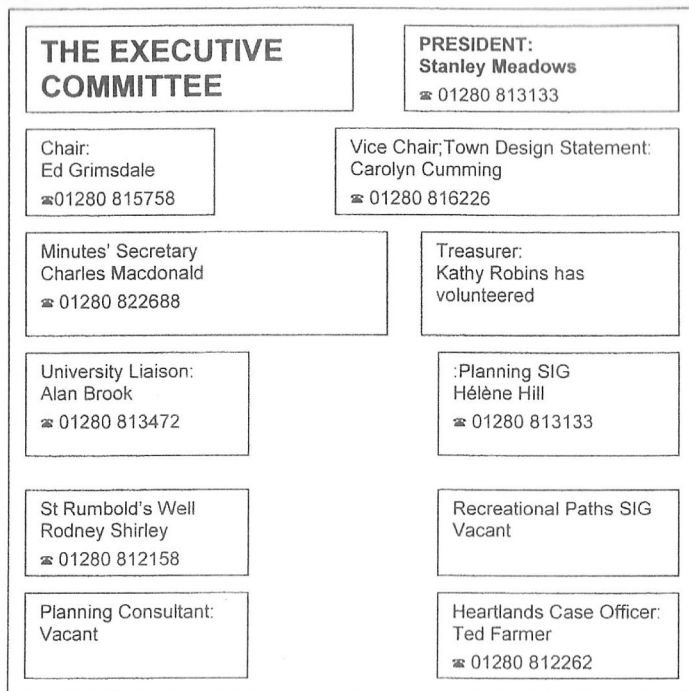 THE EXECUTIVE
COMMITTEE
PRESIDENT:
Stanley Meadows
☎ 01280 813133
Chair:
Ed Grimsdale
☎01280 815758
Vice Chair;Town Design Statement:
Carolyn Cumming
☎ 01280 816226
Minutes' Secretary
Charles Macdonald
☎ 01280 822688
Treasurer:
Kathy Robins has
volunteered
University Liaison:
Alan Brook
☎ 01280 813472
:Planning SIG
Hélène Hill
☎ 01280 813133
St Rumbold's Well
Rodney Shirley
☎ 01280 812158
Recreational Paths SIG
Vacant
Planning Consultant:
Vacant
Heartlands Case Officer:
Ted Farmer
☎ 01280 812262